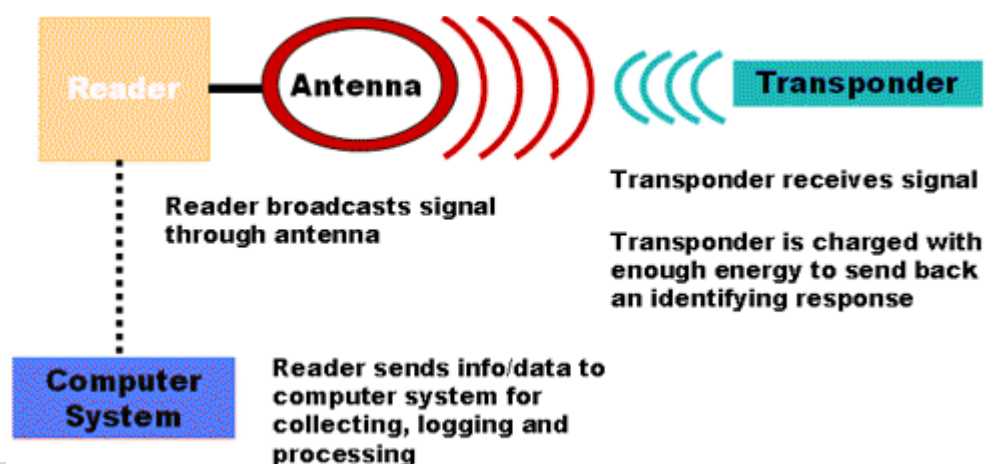 Reader
Antenna
Transponder
Reader broadcasts signal
through antenna
Transponder receives signal
Transponder is charged with
enough energy to send back
an identifying response
Computer
System
Reader sends info/data to
computer system for
collecting, logging and
processing